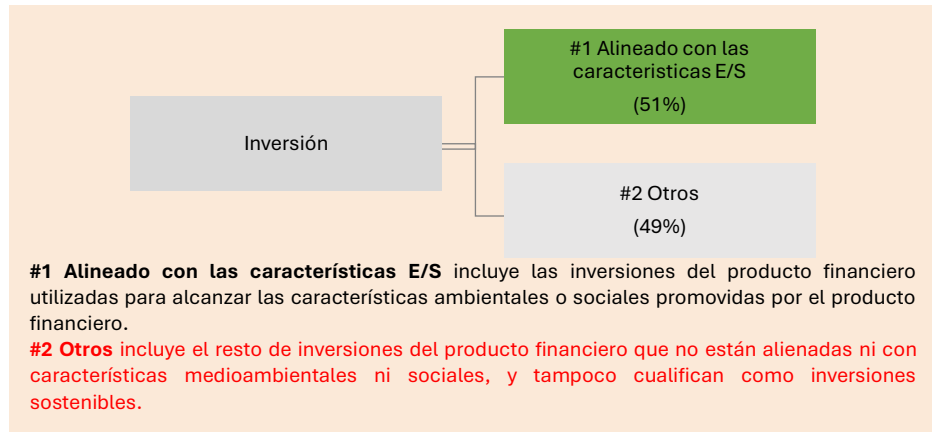 #1 Alineado con las
caracteristicas E/S
(51%)
Inversión
#2 Otros
(49%)
#1 Alineado con las características E/S incluye las inversiones del producto financiero
utilizadas para alcanzar las características ambientales o sociales promovidas por el producto
financiero.
#2 Otros incluye el resto de inversiones del producto financiero que no están alienadas ni con
características medioambientales ni sociales, y tampoco cualifican como inversiones
sostenibles.